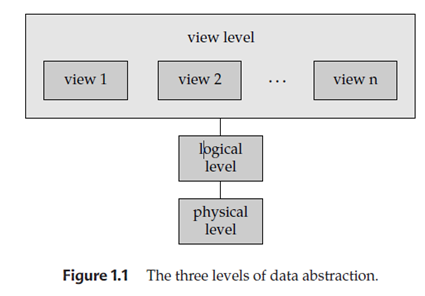 view level
view 1 view 2 ... view n
logical
level
physical
level
Figure 1.1 The three levels of data abstraction.